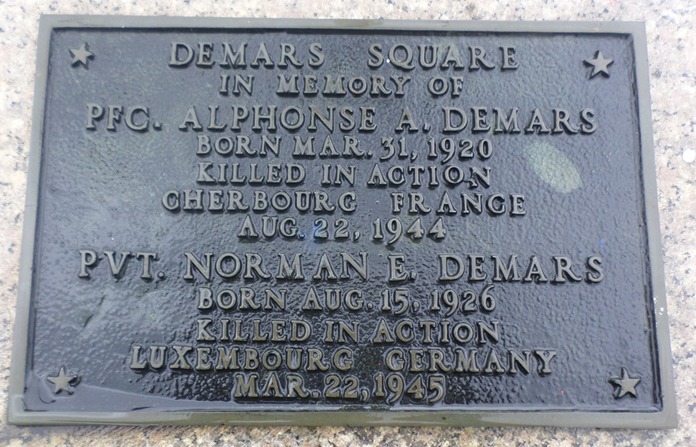 DEMARS SQUARE
IN MEMORY OF
PFC. ALPHONSE A. DEMARS
BORN MAR. 31, 1920
KILLED IN ACTION
CHERBOURG FRANCE
AUG. 22, 1944
PVT. NORMAN E. DEMARS
BORN AUG. 15, 1926
KILLED IN ACTION
LUXEMBOURG GERMANY
MAR. 22, 1945